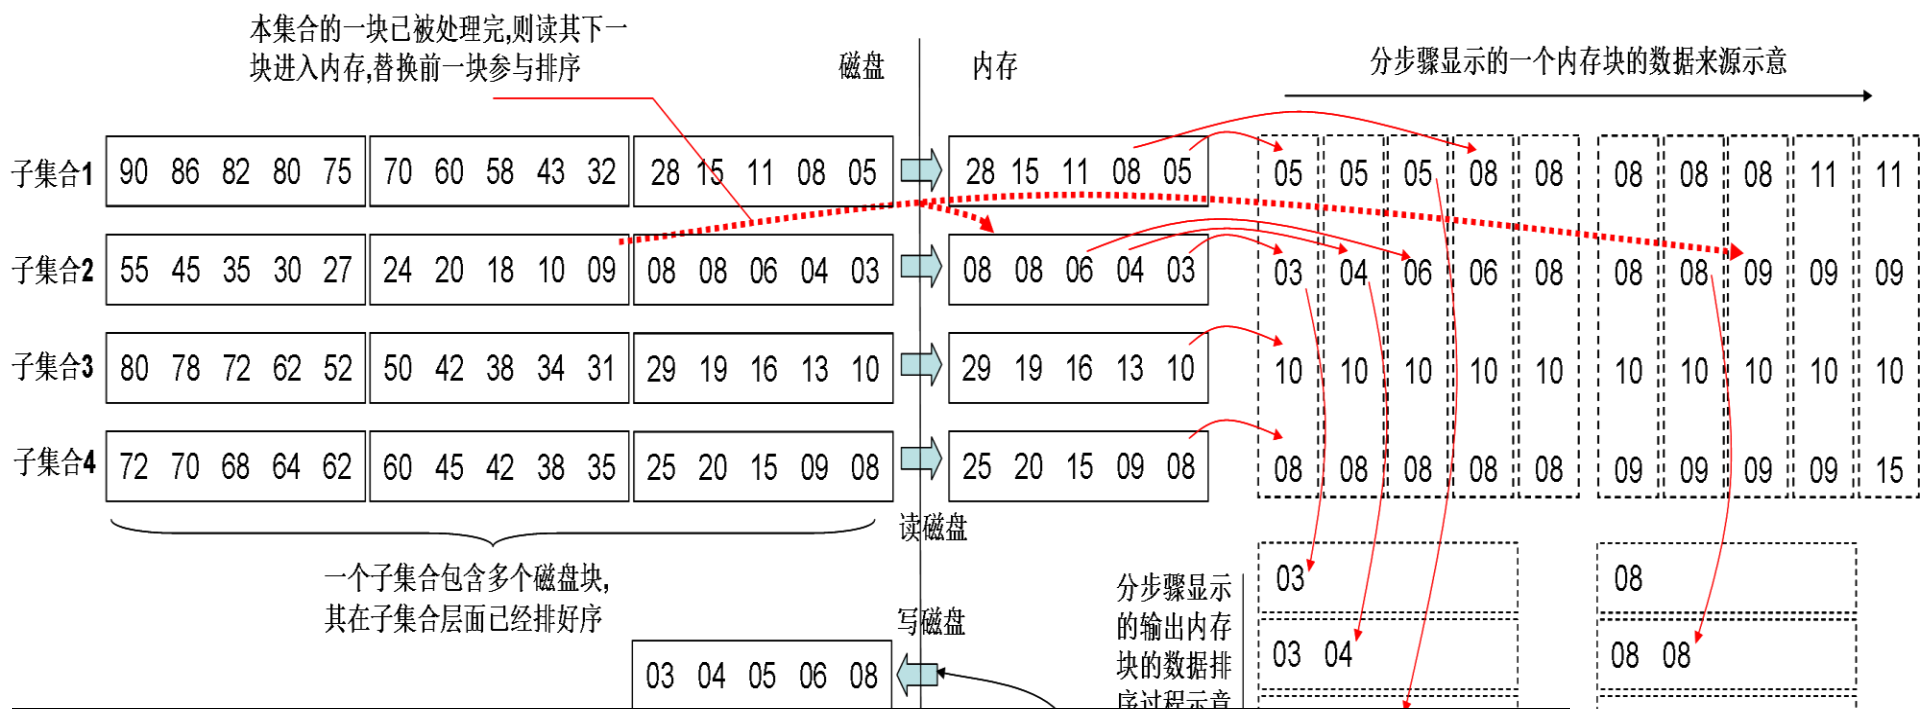 本集合的一块已被处理完,则读其下一
块进入内存,替换前一块参与排序
磁盘
内存
分步骤显示的一个内存块的数据来源示意
子集合1
90 86 82 80 75
70 60 58 43 32
28 15 11 08 05
28 15 11 08 05
05 05 05 08 08
08 08 08 11 11
子集合2
55 45 35 30 27
24 20 18 10 09
08 08 06 04 03
08 08 06 04 03
03 04 06 06 08
08 08 09 09 09
子集合3
80 78 72 62 52
50 42 38 34 31
29 19 16 13 10
29 19 16 13 10
10 10 10 10 10
10 10 10 10 10
子集合4
72 70 68 64 62
60 45 42 38 35
25 20 15 09 08
25 20 15 09 08
08 08 08 08 08
09 09 09 09 15
读磁盘
一个子集合包含多个磁盘块,
其在子集合层面已经排好序
写磁盘
03 04 05 06 08
分步骤显示
的输出内存
块的数据排
序过程示意
03
03 04
08
08 08